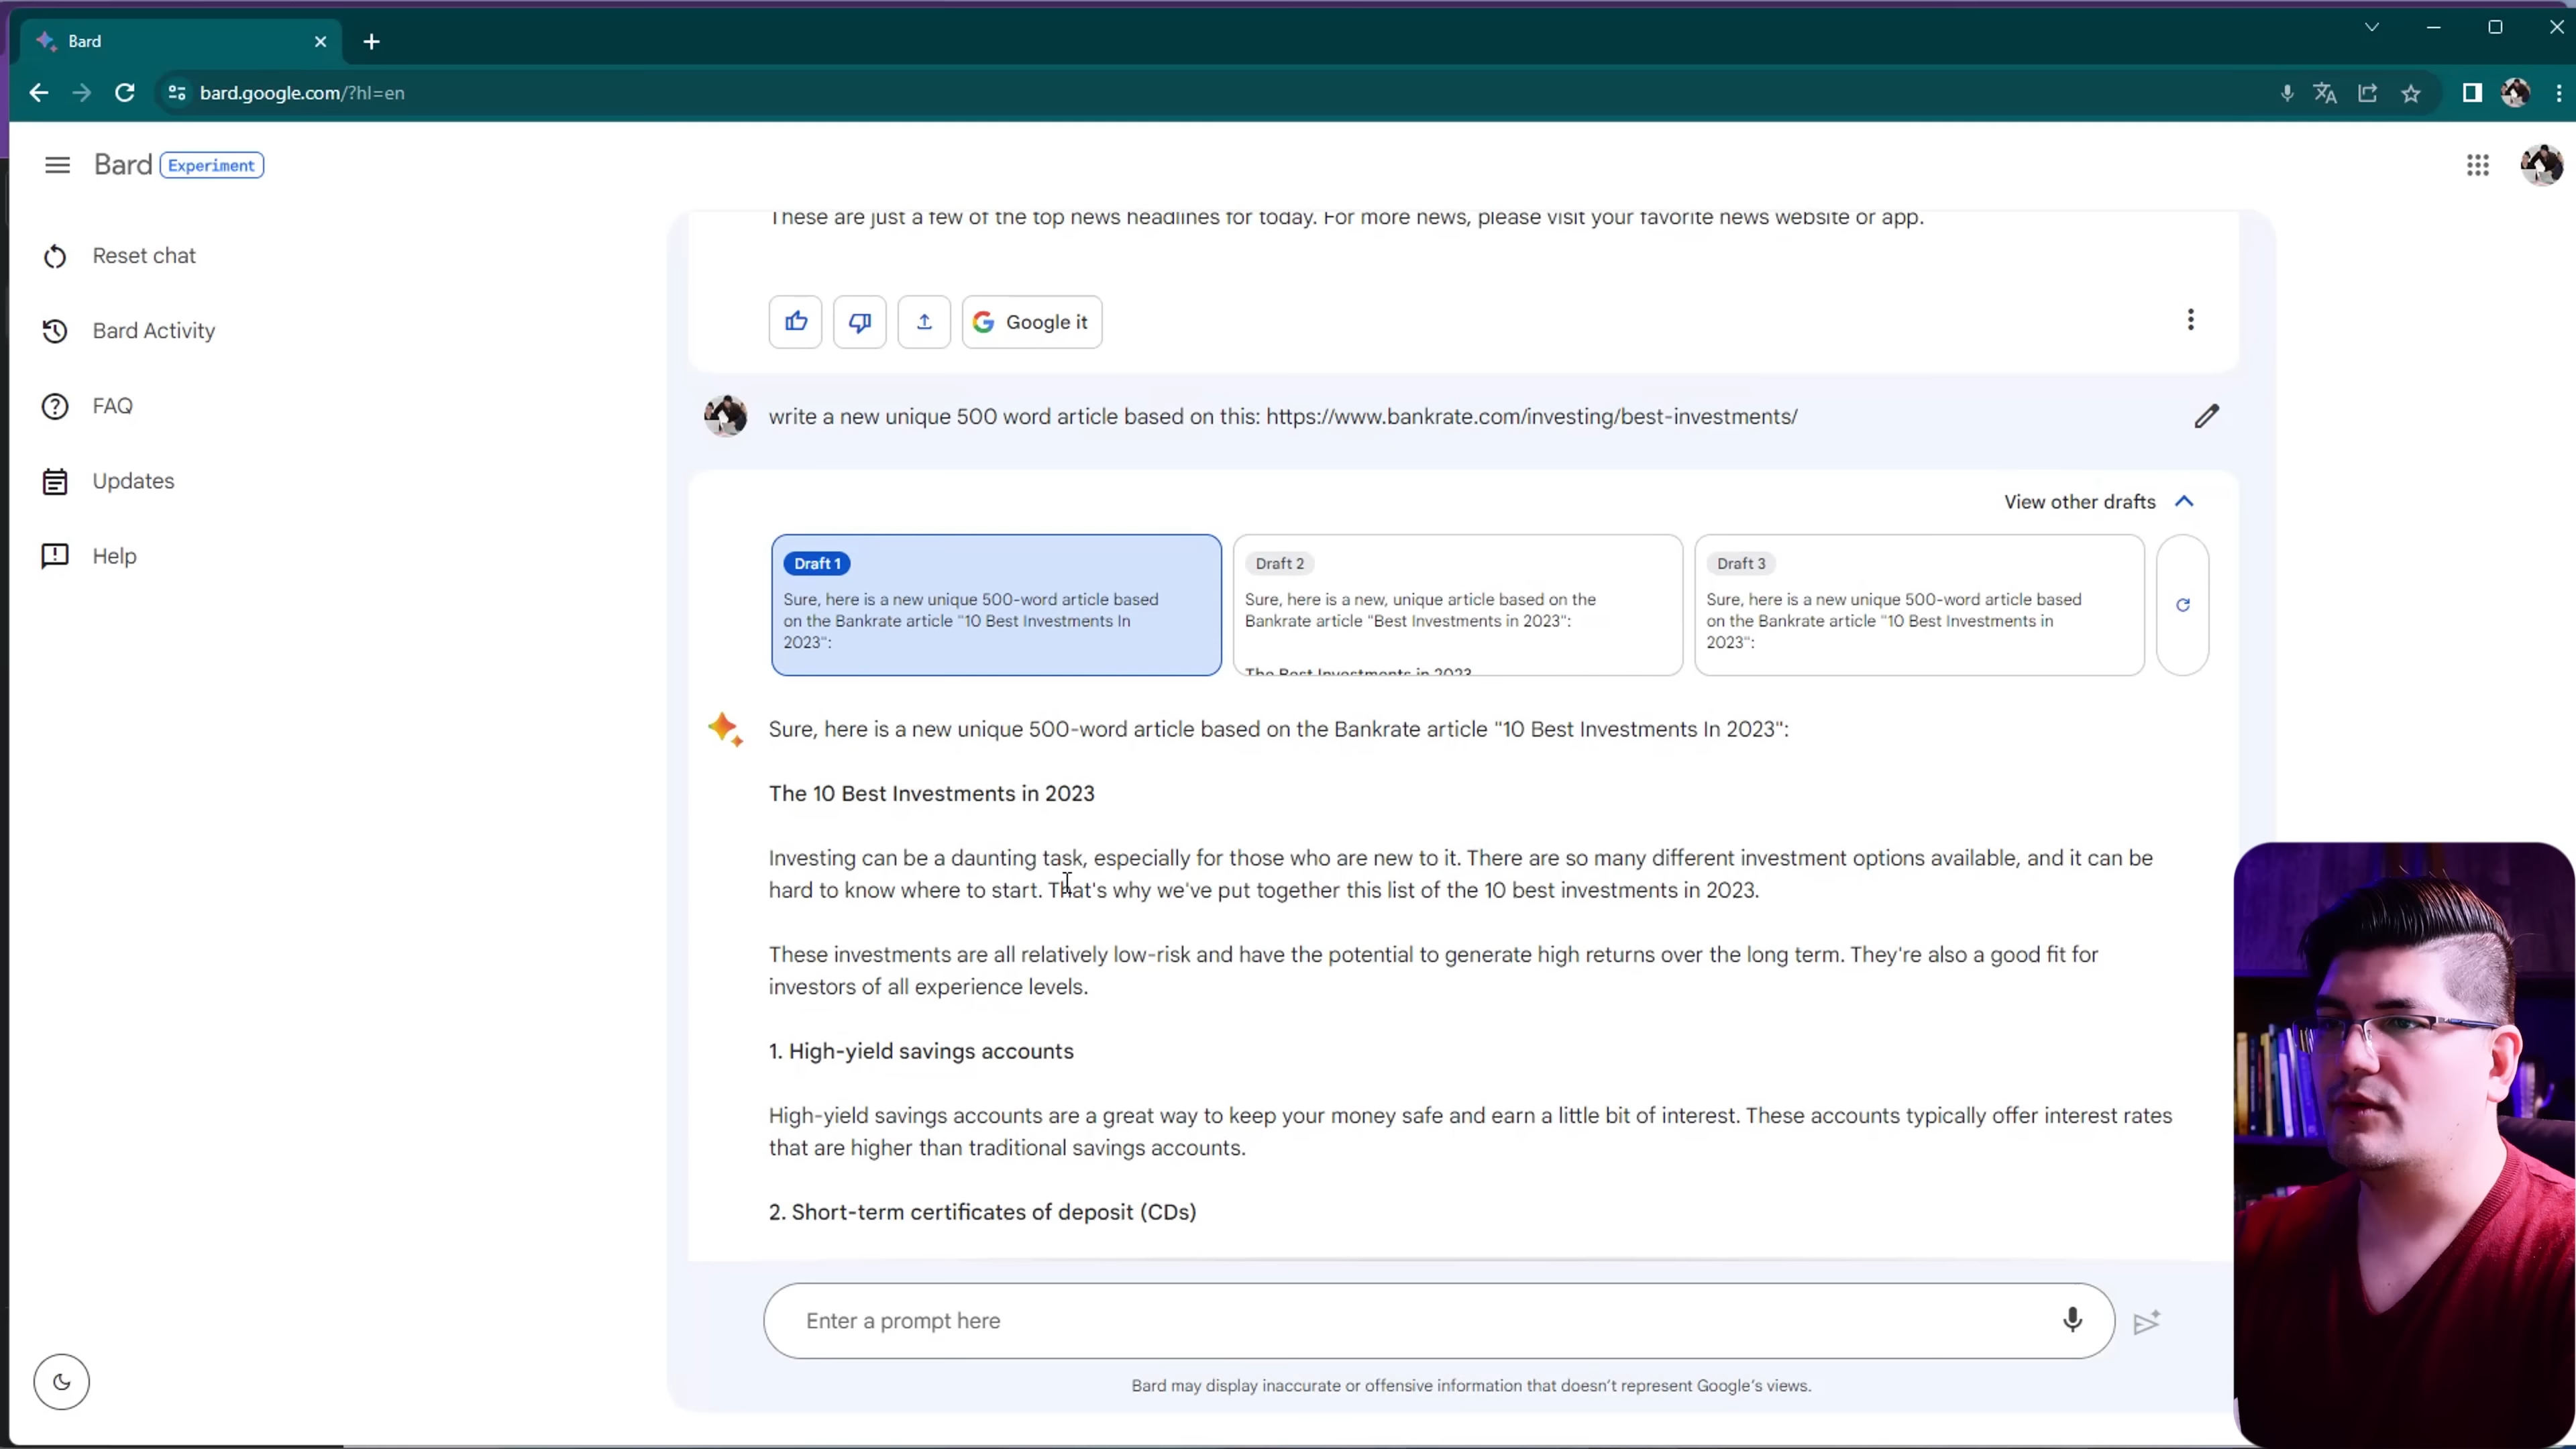 Bard
bard.google.com/?hl=en
Bard Experiment
Reset chat
Bard Activity
FAQ
Updates
Help
These are just a few of the top news headlines for today. For more news, please visit your favorite news website or app.
Google it
write a new unique 500 word article based on this: https://www.bankrate.com/investing/best-investments/
View other drafts
Draft 1
Sure, here is a new unique 500-word article based
on the Bankrate article "10 Best Investments In
2023":
Draft 2
Sure, here is a new, unique article based on the
Bankrate article "Best Investments in 2023":
The Best Investments in 2023
Draft 3
Sure, here is a new unique 500-word article based
on the Bankrate article "10 Best Investments in
2023":
Sure, here is a new unique 500-word article based on the Bankrate article "10 Best Investments In 2023":
The 10 Best Investments in 2023
Investing can be a daunting task, especially for those who are new to it. There are so many different investment options available, and it can be
hard to know where to start. That's why we've put together this list of the 10 best investments in 2023.
These investments are all relatively low-risk and have the potential to generate high returns over the long term. They're also a good fit for
investors of all experience levels.
1. High-yield savings accounts
High-yield savings accounts are a great way to keep your money safe and earn a little bit of interest. These accounts typically offer interest rates
that are higher than traditional savings accounts.
2. Short-term certificates of deposit (CDs)
Enter a prompt here
Bard may display inaccurate or offensive information that doesn't represent Google's views.